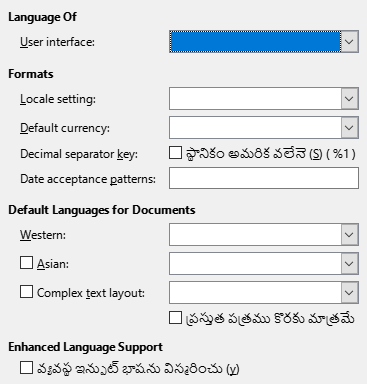 Language Of
User interface:
Formats
Locale setting:
Default currency:
Decimal separator key: స్థానికం అమరిక వలేనె (S) ( %1 )
Date acceptance patterns:
Default Languages for Documents
Western:
Asian:
Complex text layout:
ప్రస్తుత పత్రము కొరకు మాత్రమే
Enhanced Language Support
వ్యవస్థ ఇన్పుట్ భాషను విస్మరించు (y)